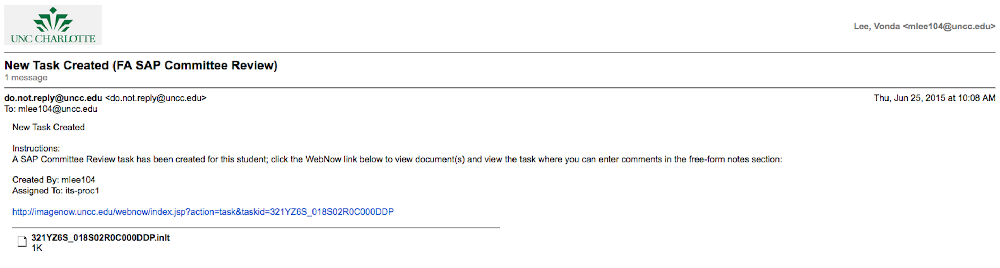 UNC CHARLOTTE
Lee, Vonda <mlee104@uncc.edu>
New Task Created (FA SAP Committee Review)
1 message
do.not.reply@uncc.edu <do.not.reply@uncc.edu>
Thu, Jun 25, 2015 at 10:08 AM
To: mlee104@uncc.edu
New Task Created
Instructions:
A SAP Committee Review task has been created for this student; click the WebNow link below to view document(s) and view the task where you can enter comments in the free-form notes section:
Created By: mlee104
Assigned To: its-proc1
http://imagenow.uncc.edu/webnow/index.jsp?action=task&taskid=321YZ6S_018S02R0C000DDP
321YZ6S_018S02R0C000DDP.inlt
1K